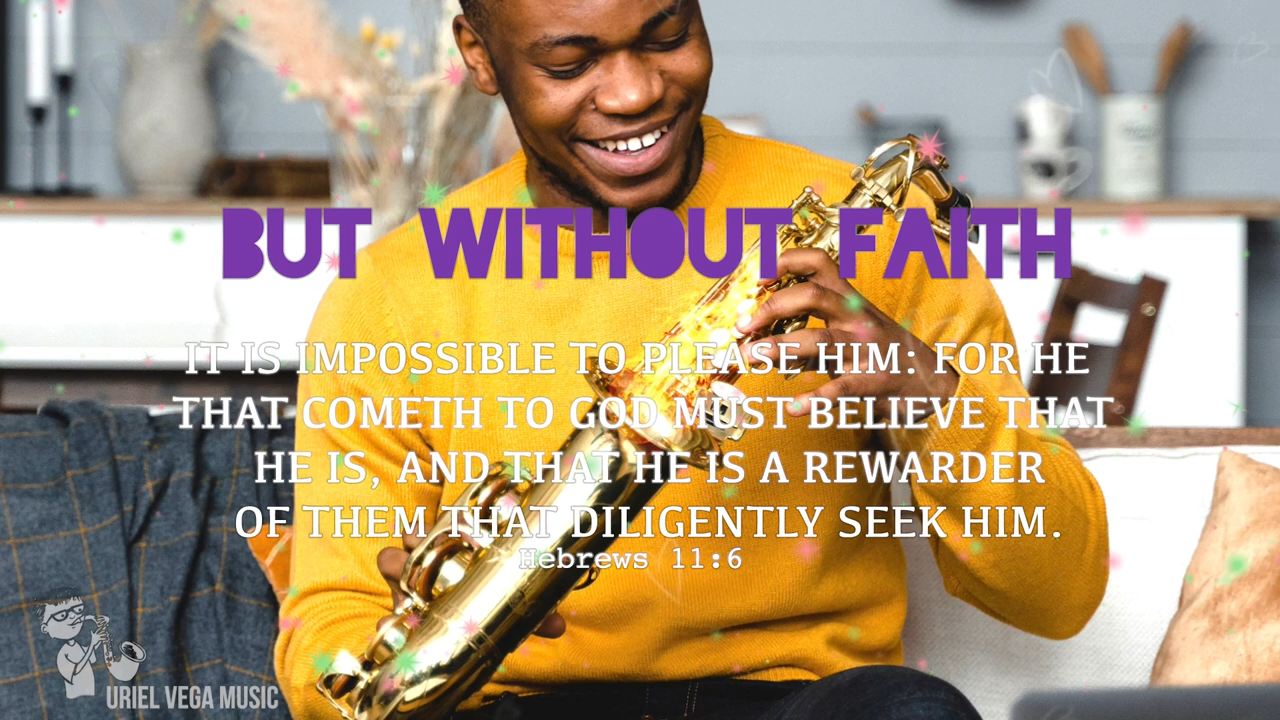 BUT WITHOUT FAITH
IT IS IMPOSSIBLE TO PLEASE HIM: FOR HE
THAT COMETH TO GOD MUST BELIEVE THAT
HE IS, AND THAT HE IS A REWARDER
OF THEM THAT DILIGENTLY SEEK HIM.
Hebrews 11:6
URIEL VEGA MUSIC